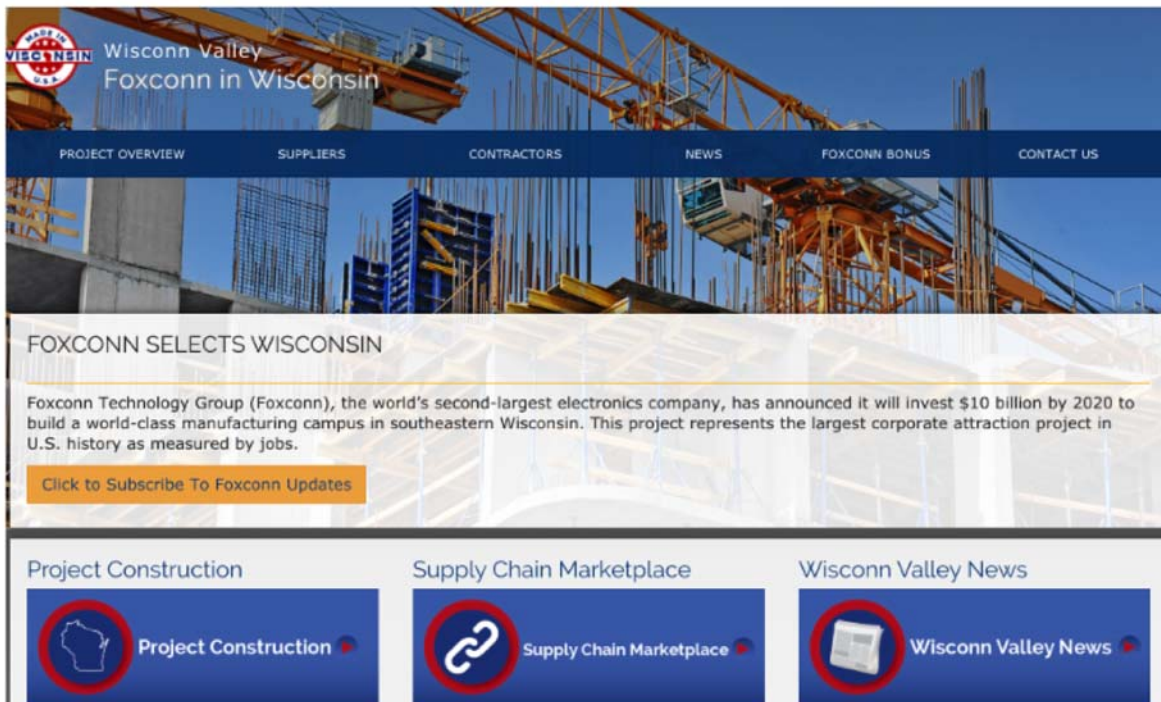 MADE IN
WISCONSIN
U.S.A.
Wisconn Valley
Foxconn in Wisconsin
PROJECT OVERVIEW SUPPLIERS CONTRACTORS NEWS FOXCONN BONUS CONTACT US
FOXCONN SELECTS WISCONSIN
Foxconn Technology Group (Foxconn), the world's second-largest electronics company, has announced it will invest $10 billion by 2020 to
build a world-class manufacturing campus in southeastern Wisconsin. This project represents the largest corporate attraction project in
U.S. history as measured by jobs.
Click to Subscribe To Foxconn Updates
Project Construction Supply Chain Marketplace Wisconn Valley News
Project Construction Supply Chain Marketplace Wisconn Valley News